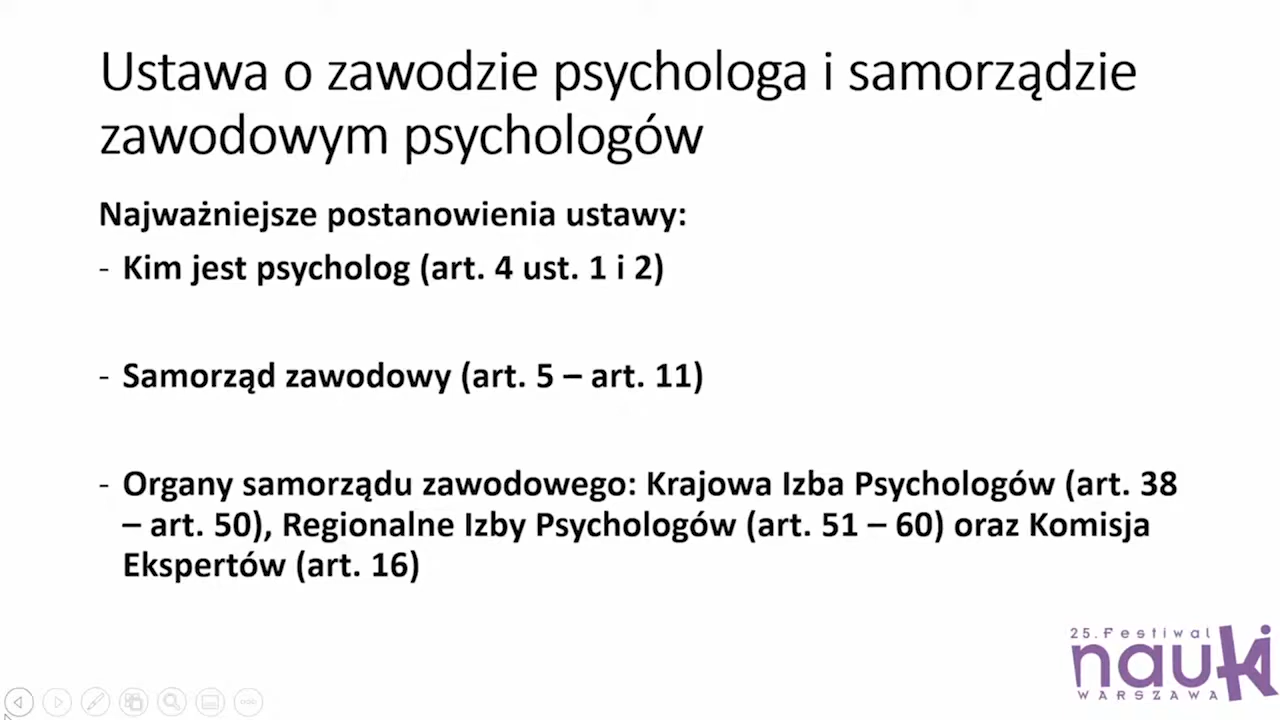 Ustawa o zawodzie psychologa i samorządzie
zawodowym psychologów
Najważniejsze postanowienia ustawy:
- Kim jest psycholog (art. 4 ust. 1 i 2)
- Samorząd zawodowy (art. 5 – art. 11)
- Organy samorządu zawodowego: Krajowa Izba Psychologów (art. 38
– art. 50), Regionalne Izby Psychologów (art. 51 – 60) oraz Komisja
Ekspertów (art. 16)
25. Festiwal
nauki
WARSZAWA